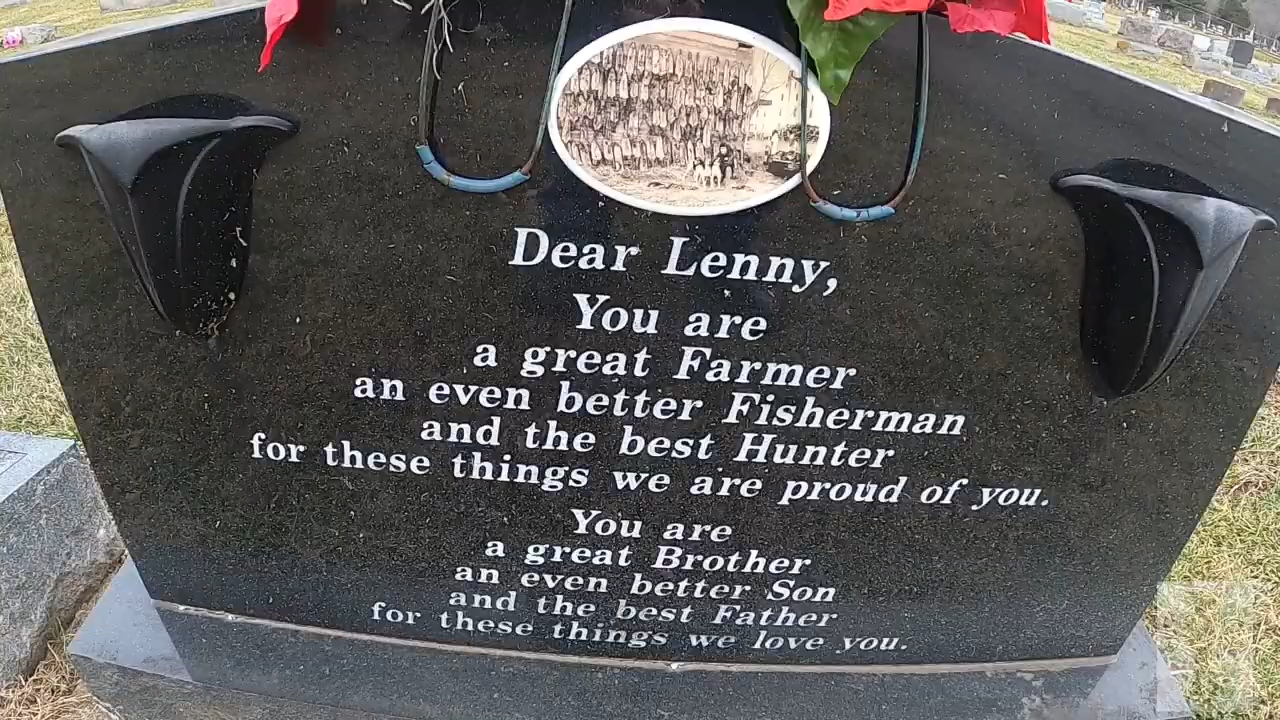 Dear Lenny,
You are
a great Farmer
an even better Fisherman
and the best Hunter
for these things we are proud of you.
You are
a great Brother
an even better Son
and the best Father
for these things we love you.